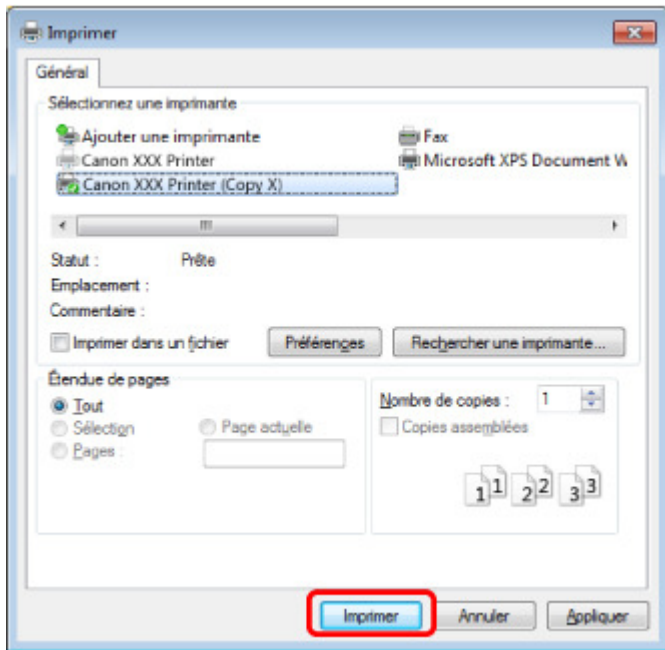 Imprimer
Général
Sélectionnez une imprimante
Ajouter une imprimante
Fax
Canon XXX Printer
Microsoft XPS Document W
Canon XXX Printer (Copy X)
Statut : Prête
Emplacement :
Commentaire :
Imprimer dans un fichier
Préférences
Rechercher une imprimante...
Étendue de pages
Tout
Sélection
Page actuelle
Pages :
Nombre de copies : 1
Copies assemblées
1 1 2 2 3 3
Imprimer
Annuler
Appliquer